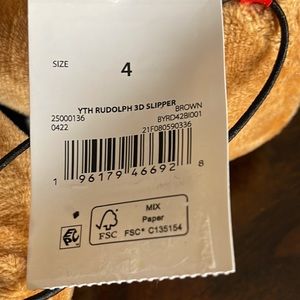 SIZE 4
YTH RUDOLPH 3D SLIPPER
25000136 BROWN
0422 BYRD42BI001
21F080590336
1 96179 46692 8
FSC
MIX
Paper
FSC® C135154